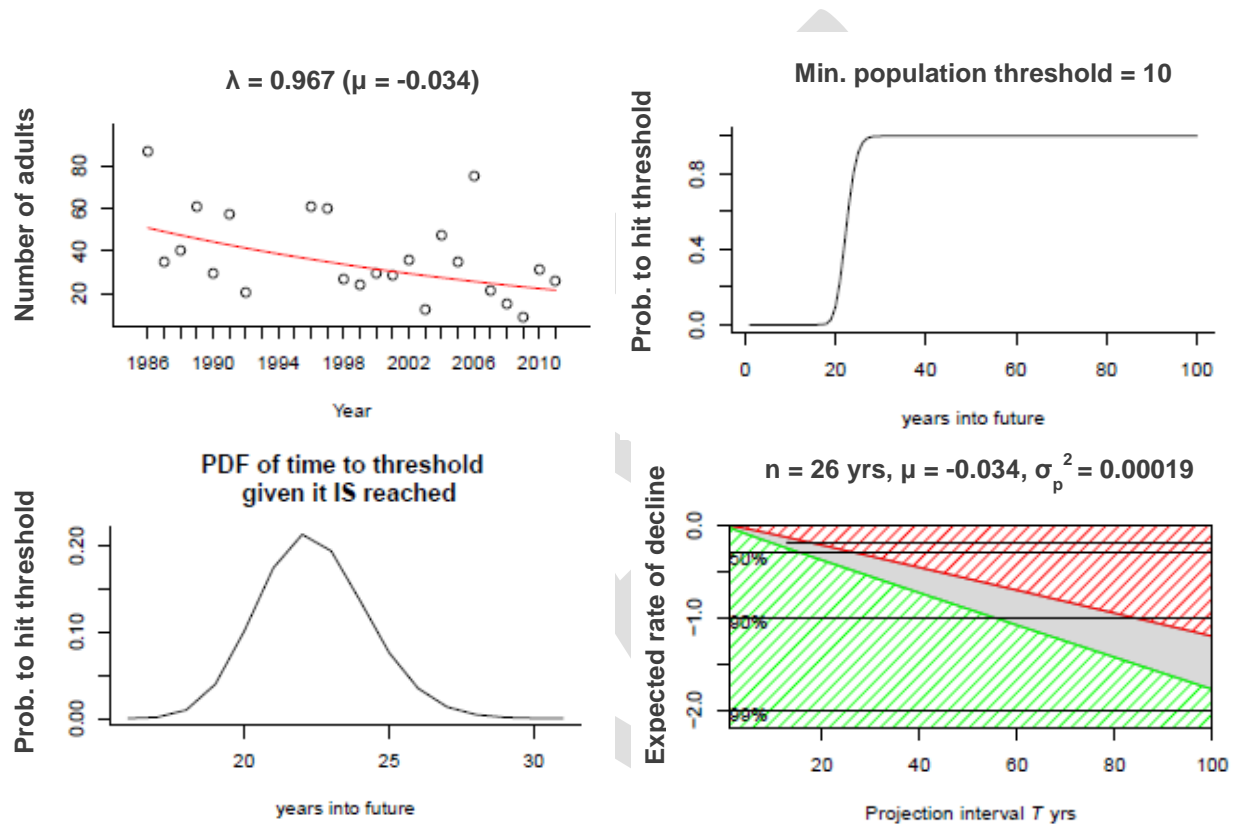 λ = 0.967 (μ = -0.034)
Number of adults
80
60
40
20
1986 1990 1994 1998 2002 2006 2010
Year
Min. population threshold = 10
Prob. to hit threshold
0.8
0.4
0.0
0 20 40 60 80 100
years into future
PDF of time to threshold
given it IS reached
Prob. to hit threshold
0.20
0.10
0.00
20 25 30
years into future
n = 26 yrs, μ = -0.034, σp² = 0.00019
Expected rate of decline
0.0
-1.0
-2.0
50%
90%
99%
20 40 60 80 100
Projection interval T yrs